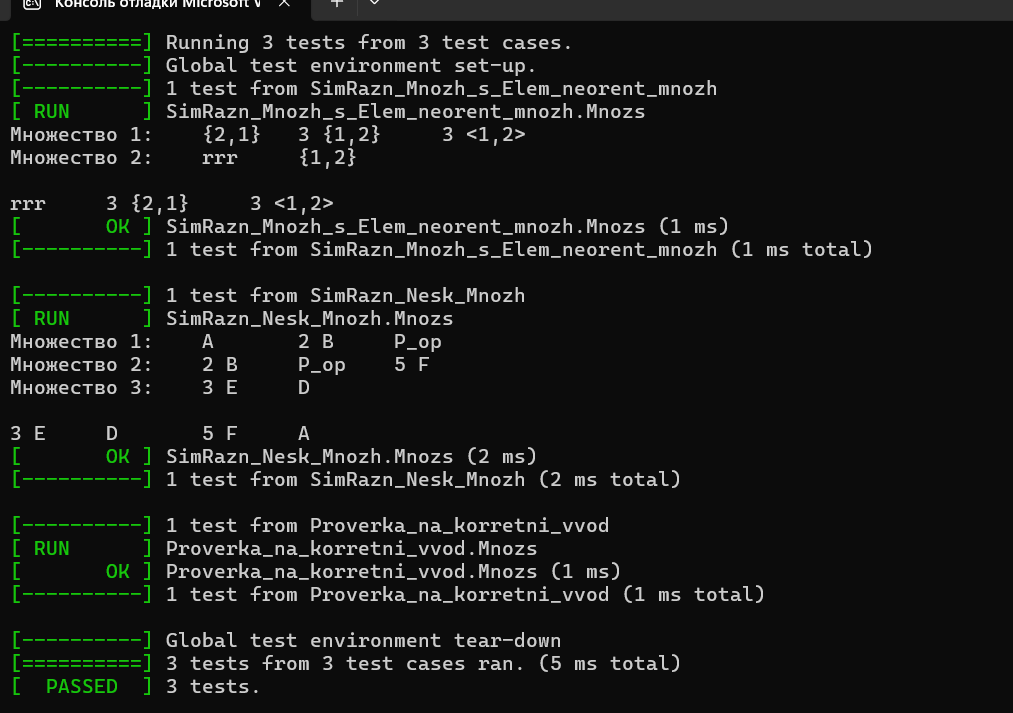 Консоль отладки Microsoft V
[==========] Running 3 tests from 3 test cases.
[----------] Global test environment set-up.
[----------] 1 test from SimRazn_Mnozh_s_Elem_neorent_mnozh
[ RUN      ] SimRazn_Mnozh_s_Elem_neorent_mnozh.Mnozs
Множество 1:    {2,1}   3 {1,2}     3 <1,2>
Множество 2:    rrr     {1,2}
rrr     3 {2,1}     3 <1,2>
[       OK ] SimRazn_Mnozh_s_Elem_neorent_mnozh.Mnozs (1 ms)
[----------] 1 test from SimRazn_Mnozh_s_Elem_neorent_mnozh (1 ms total)
[----------] 1 test from SimRazn_Nesk_Mnozh
[ RUN      ] SimRazn_Nesk_Mnozh.Mnozs
Множество 1:    A       2 B     P_op
Множество 2:    2 B     P_op    5 F
Множество 3:    3 E     D
3 E     D       5 F     A
[       OK ] SimRazn_Nesk_Mnozh.Mnozs (2 ms)
[----------] 1 test from SimRazn_Nesk_Mnozh (2 ms total)
[----------] 1 test from Proverka_na_korretni_vvod
[ RUN      ] Proverka_na_korretni_vvod.Mnozs
[       OK ] Proverka_na_korretni_vvod.Mnozs (1 ms)
[----------] 1 test from Proverka_na_korretni_vvod (1 ms total)
[----------] Global test environment tear-down
[==========] 3 tests from 3 test cases ran. (5 ms total)
[  PASSED  ] 3 tests.